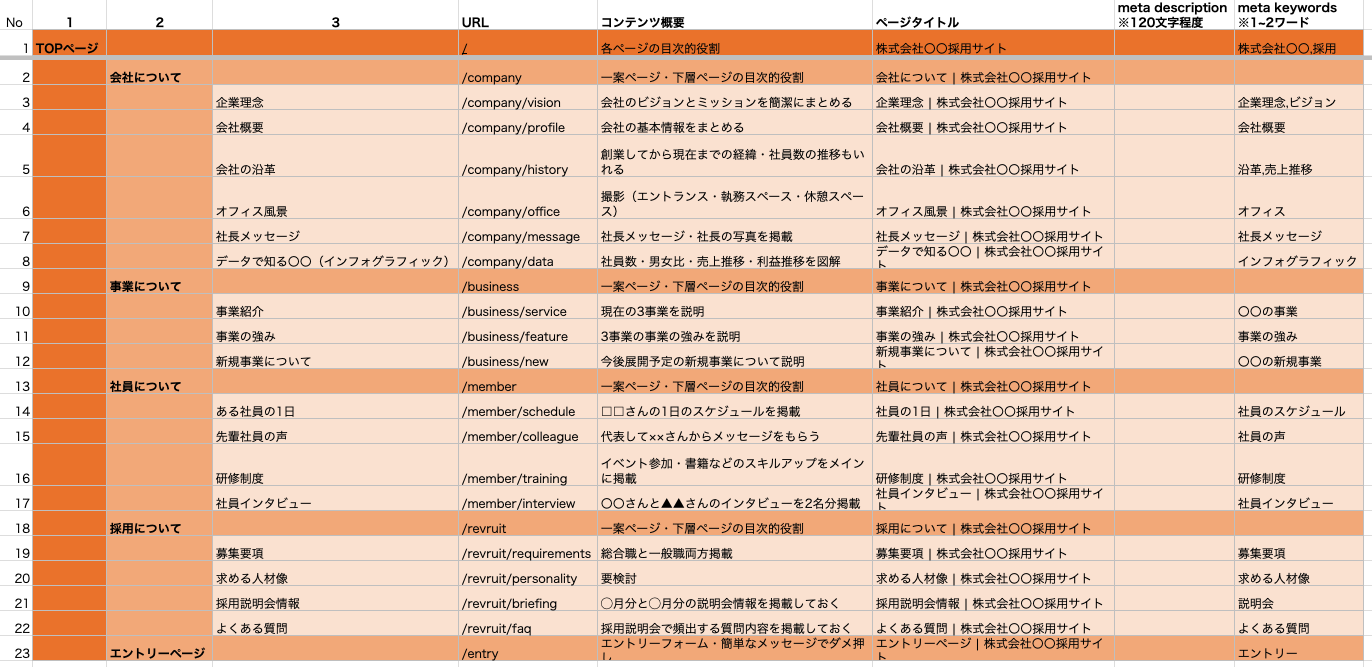 No 1 2 3 URL コンテンツ概要 ページタイトル meta description ※120文字程度 meta keywords ※1~2ワード
1 TOPページ / 各ページの目次的役割 株式会社〇〇採用サイト 株式会社〇〇,採用
2 会社について /company 一案ページ・下層ページの目次的役割 会社について | 株式会社〇〇採用サイト
3 企業理念 /company/vision 会社のビジョンとミッションを簡潔にまとめる 企業理念 | 株式会社〇〇採用サイト 企業理念,ビジョン
4 会社概要 /company/profile 会社の基本情報をまとめる 会社概要 | 株式会社〇〇採用サイト 会社概要
5 会社の沿革 /company/history 創業してから現在までの経緯・社員数の推移もいれる 会社の沿革 | 株式会社〇〇採用サイト 沿革,売上推移
6 オフィス風景 /company/office 撮影（エントランス・執務スペース・休憩スペース） オフィス風景 | 株式会社〇〇採用サイト オフィス
7 社長メッセージ /company/message 社長メッセージ・社長の写真を掲載 社長メッセージ | 株式会社〇〇採用サイト 社長メッセージ
8 データで知る〇〇（インフォグラフィック） /company/data 社員数・男女比・売上推移・利益推移を図解 データで知る〇〇 | 株式会社〇〇採用サイト インフォグラフィック
9 事業について /business 一案ページ・下層ページの目次的役割 事業について | 株式会社〇〇採用サイト
10 事業紹介 /business/service 現在の3事業を説明 事業紹介 | 株式会社〇〇採用サイト 〇〇の事業
11 事業の強み /business/feature 3事業の事業の強みを説明 事業の強み | 株式会社〇〇採用サイト 事業の強み
12 新規事業について /business/new 今後展開予定の新規事業について説明 新規事業について | 株式会社〇〇採用サイト 〇〇の新規事業
13 社員について /member 一案ページ・下層ページの目次的役割 社員について | 株式会社〇〇採用サイト
14 ある社員の1日 /member/schedule □□さんの1日のスケジュールを掲載 社員の1日 | 株式会社〇〇採用サイト 社員のスケジュール
15 先輩社員の声 /member/colleague 代表して××さんからメッセージをもらう 先輩社員の声 | 株式会社〇〇採用サイト 社員の声
16 研修制度 /member/training イベント参加・書籍などのスキルアップをメインに掲載 研修制度 | 株式会社〇〇採用サイト 研修制度
17 社員インタビュー /member/interview 〇〇さんと▲▲さんのインタビューを2名分掲載 社員インタビュー | 株式会社〇〇採用サイト 社員インタビュー
18 採用について /revruit 一案ページ・下層ページの目次的役割 採用について | 株式会社〇〇採用サイト
19 募集要項 /revruit/requirements 総合職と一般職両方掲載 募集要項 | 株式会社〇〇採用サイト 募集要項
20 求める人材像 /revruit/personality 要検討 求める人材像 | 株式会社〇〇採用サイト 求める人材像
21 採用説明会情報 /revruit/briefing ◯月分と◯月分の説明会情報を掲載しておく 採用説明会情報 | 株式会社〇〇採用サイト 説明会
22 よくある質問 /revruit/faq 採用説明会で頻出する質問内容を掲載しておく よくある質問 | 株式会社〇〇採用サイト よくある質問
23 エントリーページ /entry エントリーフォーム・簡単なメッセージでダメ押し エントリーページ | 株式会社〇〇採用サイト エントリー